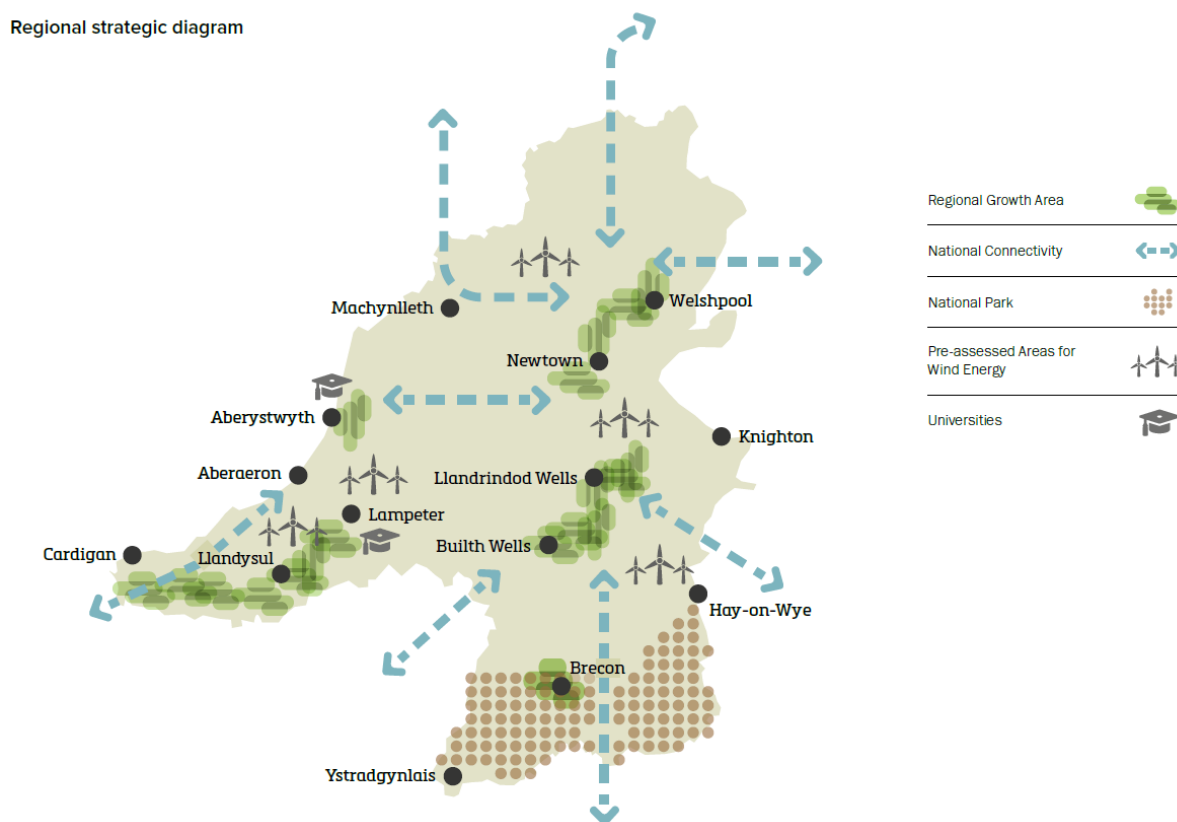 Regional strategic diagram
Machynlleth
Welshpool
Newtown
Aberystwyth
Knighton
Aberaeron
Llandrindod Wells
Lampeter
Cardigan
Llandysul
Builth Wells
Hay-on-Wye
Brecon
Ystradgynlais
Regional Growth Area
National Connectivity
National Park
Pre-assessed Areas for
Wind Energy
Universities